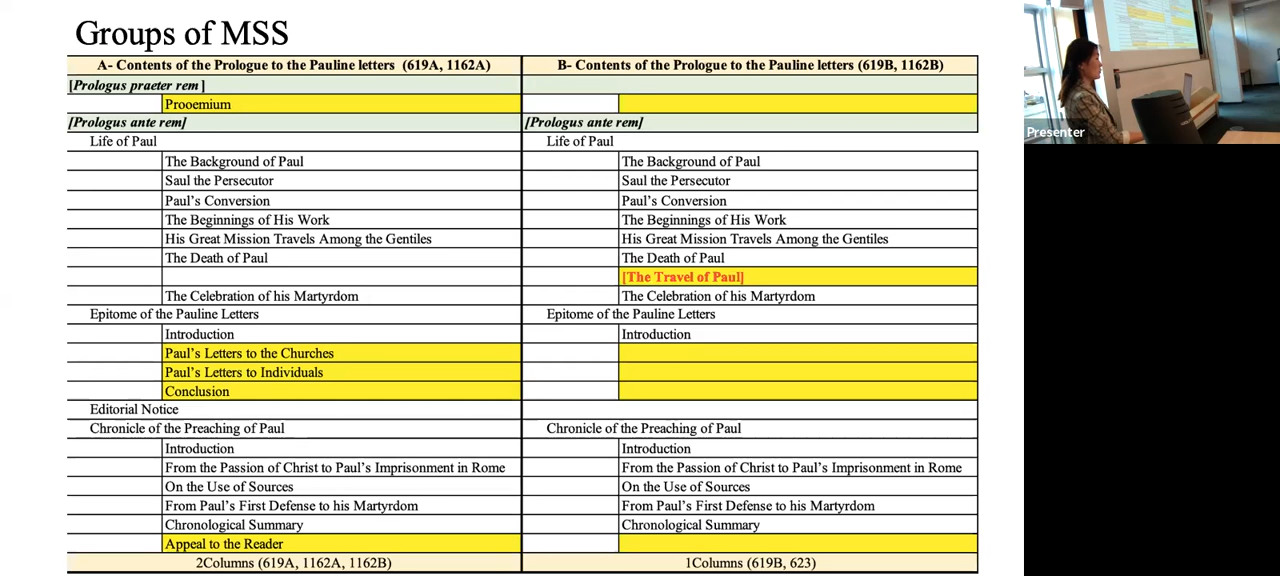 Groups of MSS
A- Contents of the Prologue to the Pauline letters (619A, 1162A)
B- Contents of the Prologue to the Pauline letters (619B, 1162B)
[Prologus praeter rem]
Prooemium
[Prologus ante rem]
[Prologus ante rem]
Life of Paul
Life of Paul
The Background of Paul
The Background of Paul
Saul the Persecutor
Saul the Persecutor
Paul's Conversion
Paul's Conversion
The Beginnings of His Work
The Beginnings of His Work
His Great Mission Travels Among the Gentiles
His Great Mission Travels Among the Gentiles
The Death of Paul
The Death of Paul
[The Travel of Paul]
The Celebration of his Martyrdom
The Celebration of his Martyrdom
Epitome of the Pauline Letters
Epitome of the Pauline Letters
Introduction
Introduction
Paul's Letters to the Churches
Paul's Letters to Individuals
Conclusion
Editorial Notice
Chronicle of the Preaching of Paul
Chronicle of the Preaching of Paul
Introduction
Introduction
From the Passion of Christ to Paul's Imprisonment in Rome
From the Passion of Christ to Paul's Imprisonment in Rome
On the Use of Sources
On the Use of Sources
From Paul's First Defense to his Martyrdom
From Paul's First Defense to his Martyrdom
Chronological Summary
Chronological Summary
Appeal to the Reader
2Columns (619A, 1162A, 1162B)
1Columns (619B, 623)
Presenter